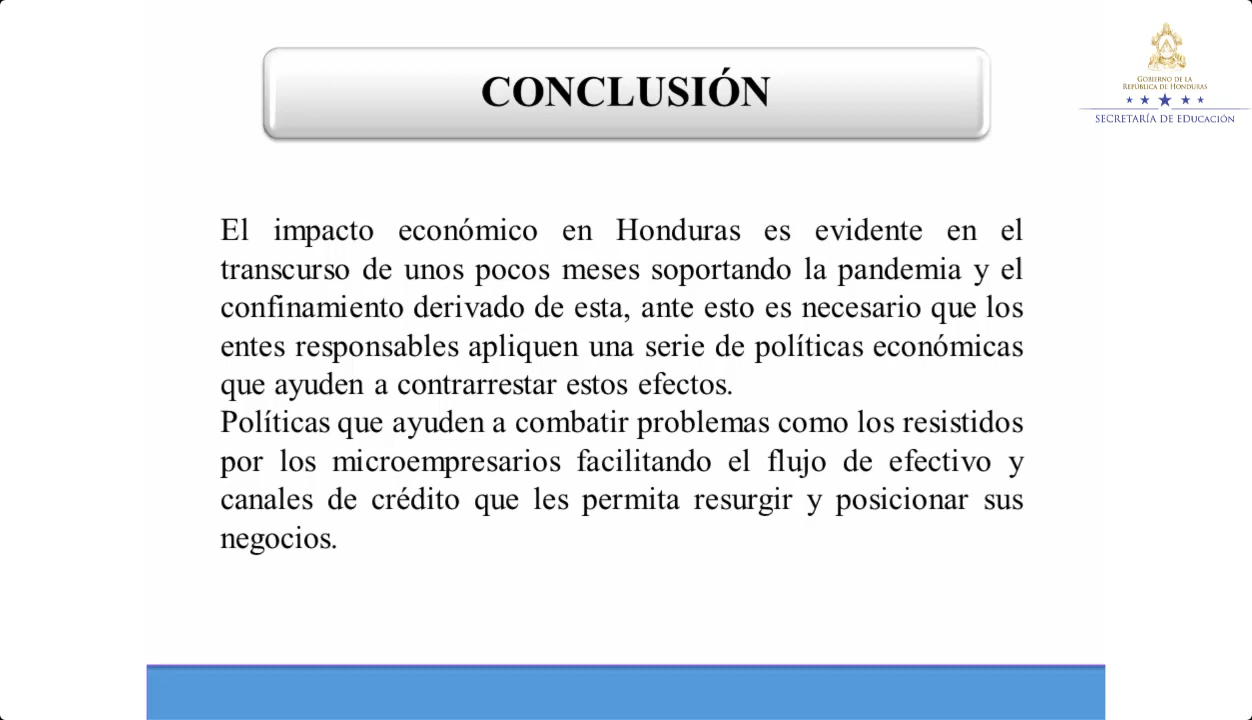 CONCLUSIÓN
GOBIERNO DE LA
REPÚBLICA DE HONDURAS
SECRETARÍA DE EDUCACIÓN
El impacto económico en Honduras es evidente en el
transcurso de unos pocos meses soportando la pandemia y el
confinamiento derivado de esta, ante esto es necesario que los
entes responsables apliquen una serie de políticas económicas
que ayuden a contrarrestar estos efectos.
Políticas que ayuden a combatir problemas como los resistidos
por los microempresarios facilitando el flujo de efectivo y
canales de crédito que les permita resurgir y posicionar sus
negocios.